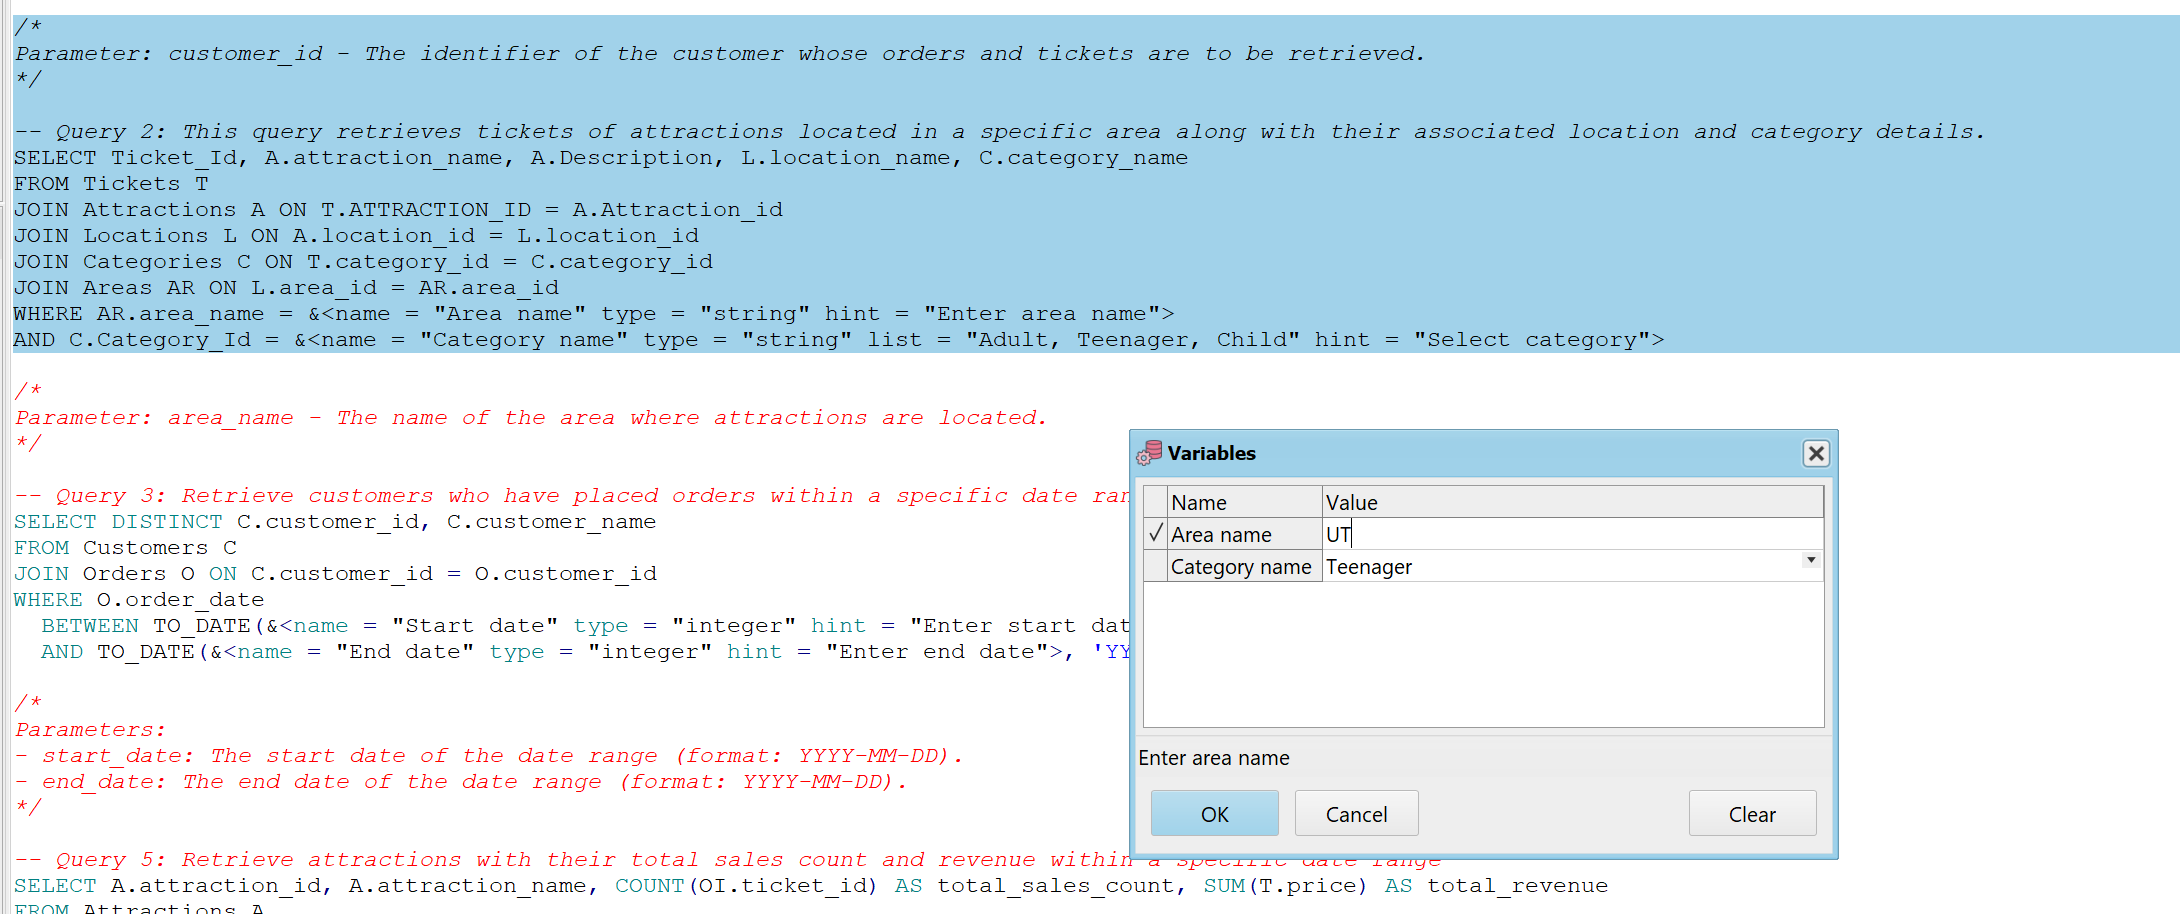 /*
Parameter: customer_id - The identifier of the customer whose orders and tickets are to be retrieved.
*/
-- Query 2: This query retrieves tickets of attractions located in a specific area along with their associated location and category details.
SELECT Ticket_Id, A.attraction_name, A.Description, L.location_name, C.category_name
FROM Tickets T
JOIN Attractions A ON T.ATTRACTION_ID = A.Attraction_id
JOIN Locations L ON A.location_id = L.location_id
JOIN Categories C ON T.category_id = C.category_id
JOIN Areas AR ON L.area_id = AR.area_id
WHERE AR.area_name = &<name = "Area name" type = "string" hint = "Enter area name">
AND C.Category_Id = &<name = "Category name" type = "string" list = "Adult, Teenager, Child" hint = "Select category">
/*
Parameter: area_name - The name of the area where attractions are located.
*/
-- Query 3: Retrieve customers who have placed orders within a specific date ran
SELECT DISTINCT C.customer_id, C.customer_name
FROM Customers C
JOIN Orders O ON C.customer_id = O.customer_id
WHERE O.order_date
BETWEEN TO_DATE(&<name = "Start date" type = "integer" hint = "Enter start dat
AND TO_DATE(&<name = "End date" type = "integer" hint = "Enter end date">, 'YY
/*
Parameters:
- start_date: The start date of the date range (format: YYYY-MM-DD).
- end_date: The end date of the date range (format: YYYY-MM-DD).
*/
-- Query 5: Retrieve attractions with their total sales count and revenue within a specific date range
SELECT A.attraction_id, A.attraction_name, COUNT(OI.ticket_id) AS total_sales_count, SUM(T.price) AS total_revenue
FROM Attractions A
Variables
Name Value
Area name UT
Category name Teenager
Enter area name
OK Cancel Clear